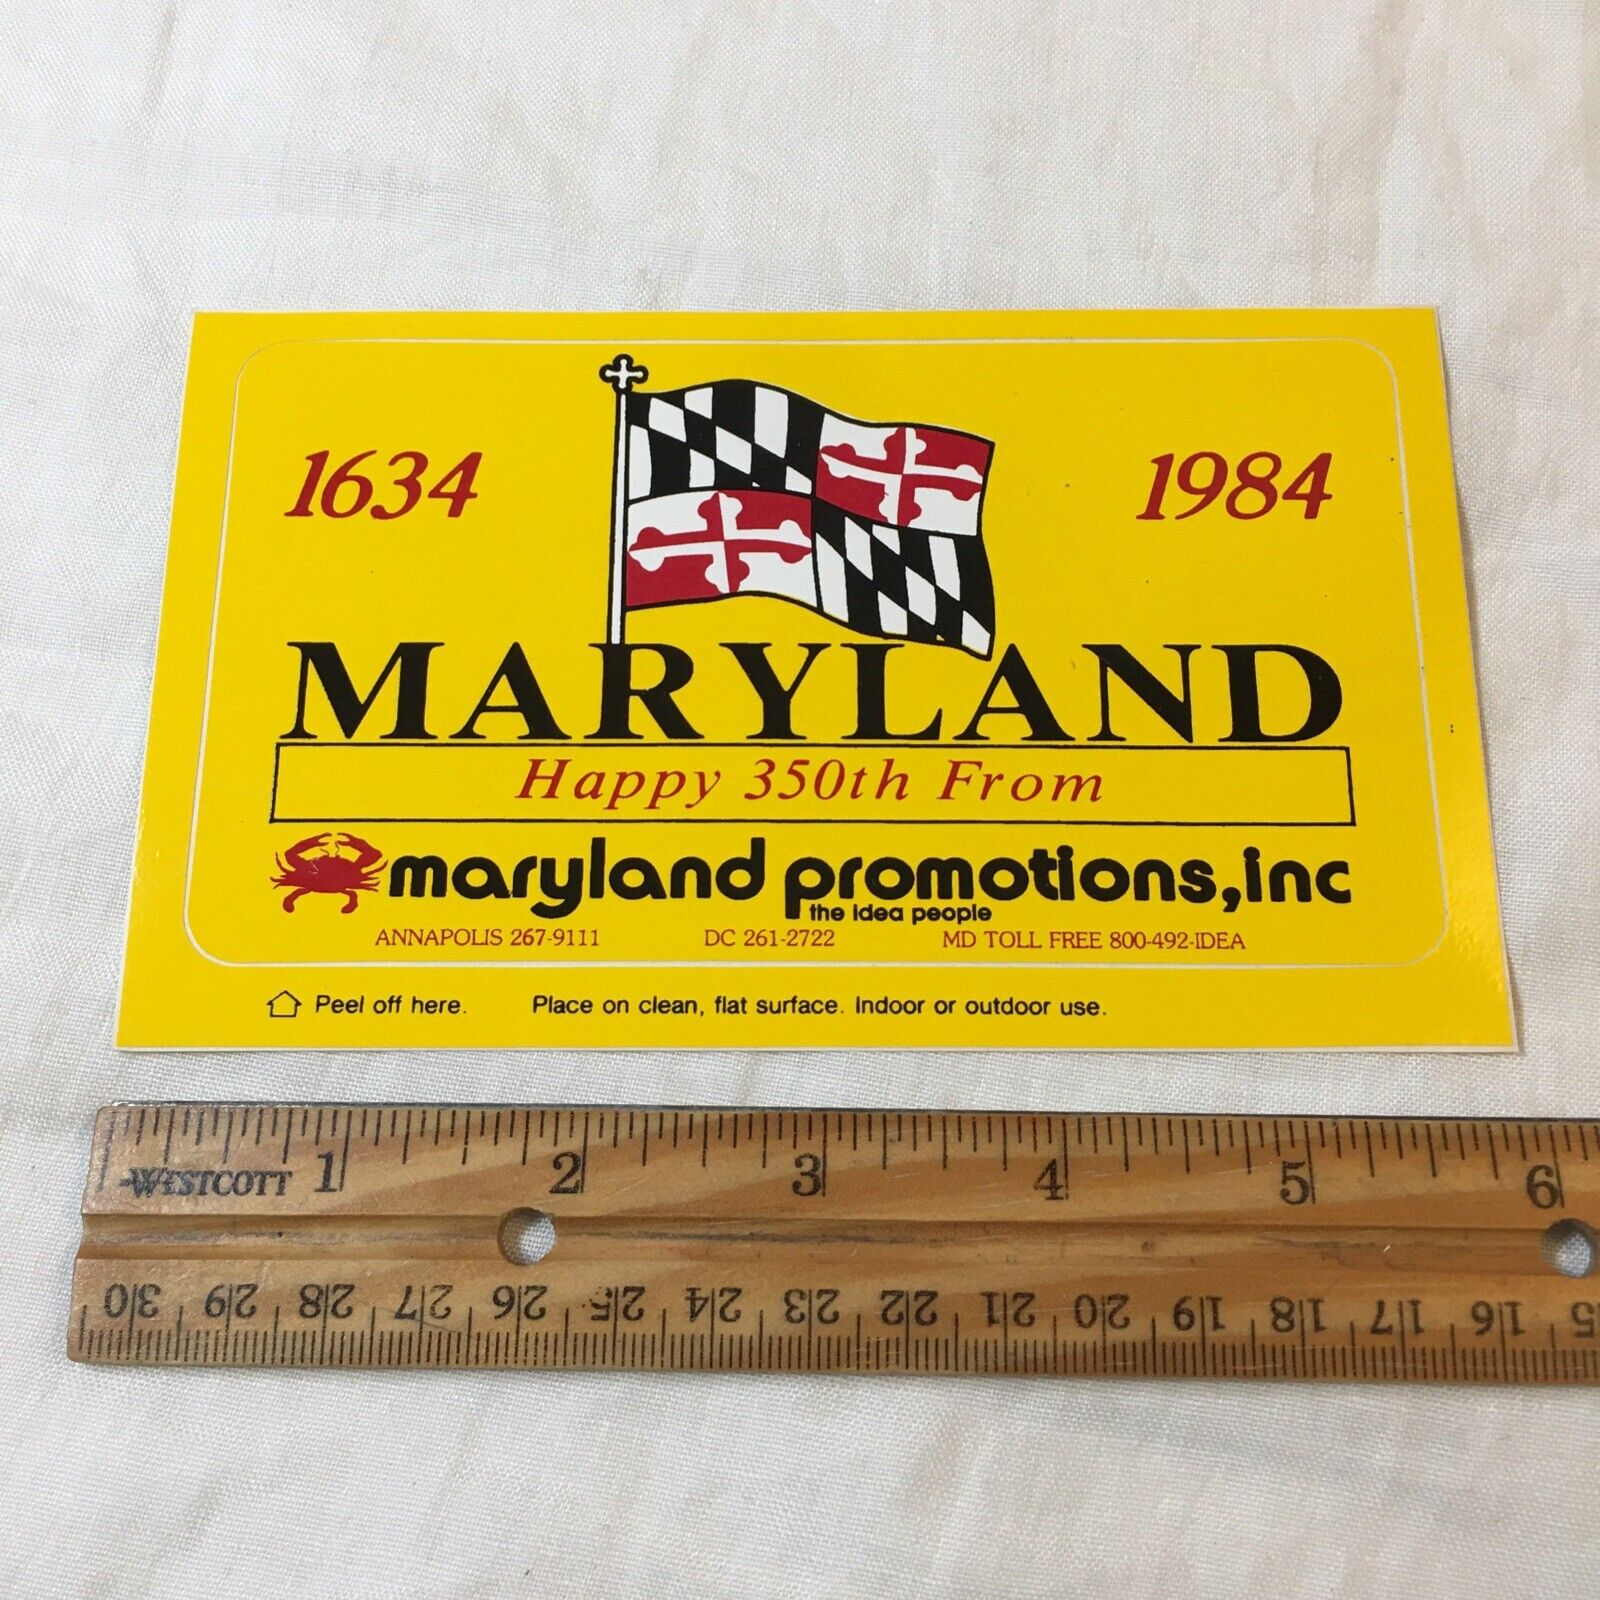 1634 1984
MARYLAND
Happy 350th From
maryland promotions, inc
the idea people
ANNAPOLIS 267-9111 DC 261-2722 MD TOLL FREE 800-492-IDEA
Peel off here. Place on clean, flat surface. Indoor or outdoor use.
WESTCOTT 1 2 3 4 5 6
30 29 28 27 26 25 24 23 22 21 20 19 18 17 16